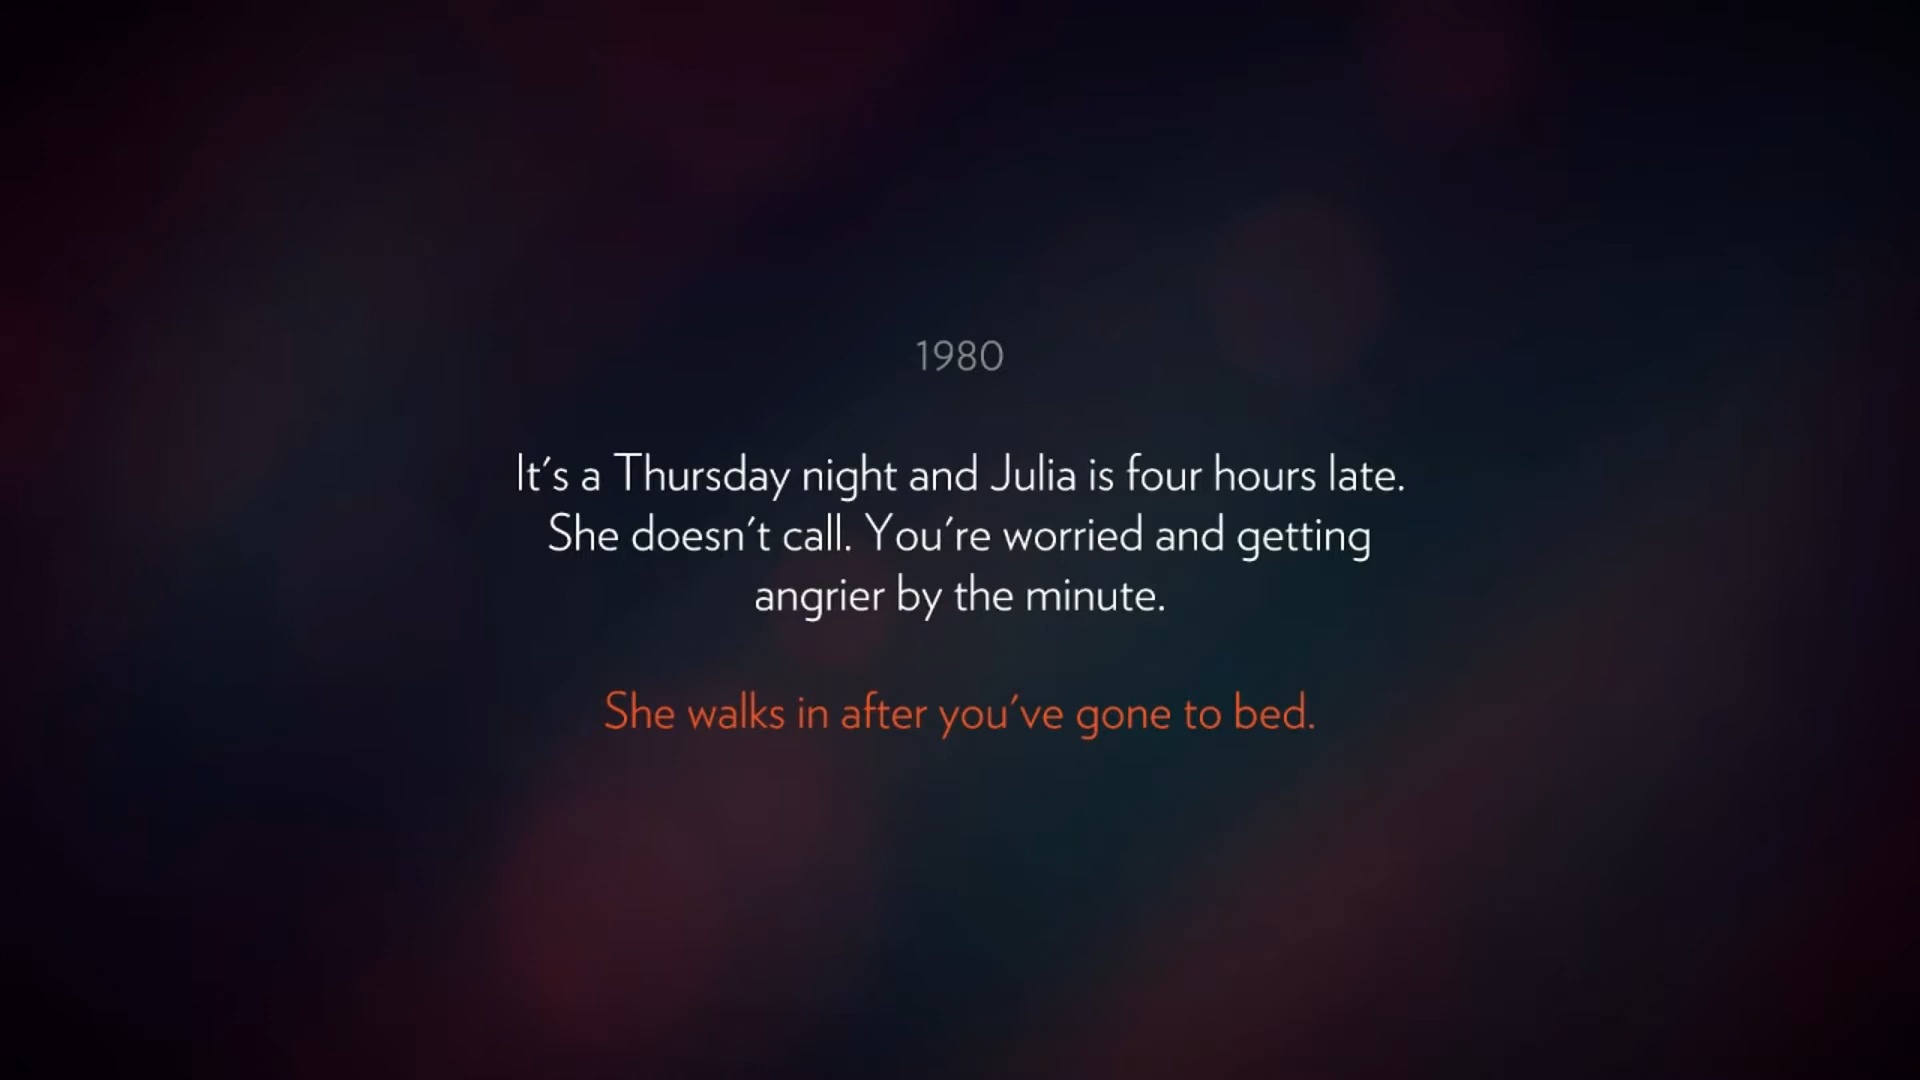 1980
It's a Thursday night and Julia is four hours late.
She doesn't call. You're worried and getting
angrier by the minute.
She walks in after you've gone to bed.